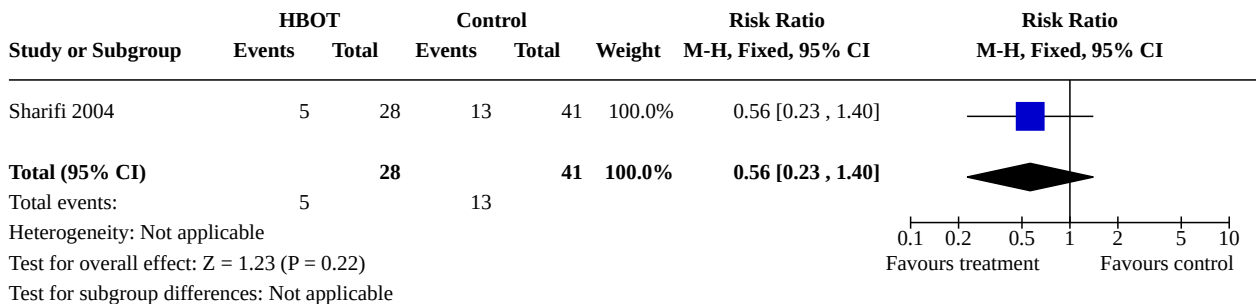 HBOT Control Risk Ratio Risk Ratio
Study or Subgroup Events Total Events Total Weight M-H, Fixed, 95% CI M-H, Fixed, 95% CI
Sharifi 2004 5 28 13 41 100.0% 0.56 [0.23 , 1.40]
Total (95% CI) 28 41 100.0% 0.56 [0.23 , 1.40]
Total events: 5 13
Heterogeneity: Not applicable
Test for overall effect: Z = 1.23 (P = 0.22)
Test for subgroup differences: Not applicable
0.1 0.2 0.5 1 2 5 10
Favours treatment Favours control